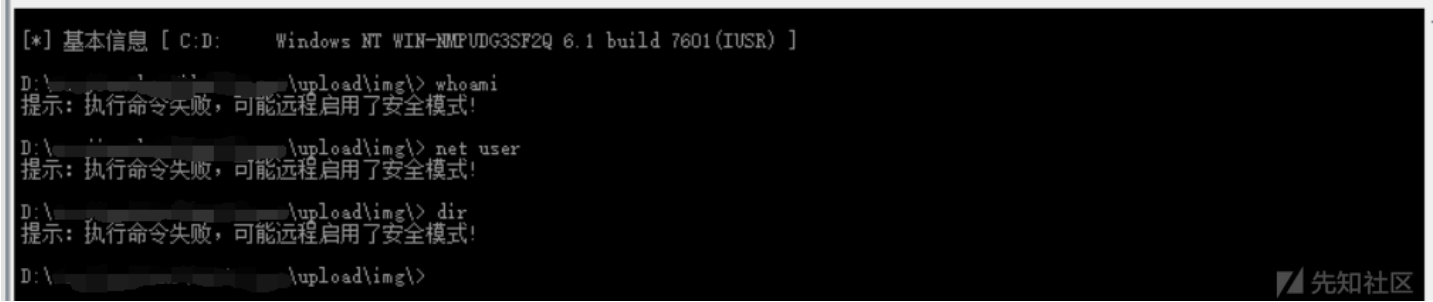 [*] 基本信息 [ C:D: Windows NT WIN-NMPUDG3SF2Q 6.1 build 7601(IUSR) ]
D:\ \upload\img\> whoami
提示: 执行命令失败，可能远程启用了安全模式!
D:\ \upload\img\> net user
提示: 执行命令失败，可能远程启用了安全模式!
D:\ \upload\img\> dir
提示: 执行命令失败，可能远程启用了安全模式!
D:\ \upload\img\>
先知社区